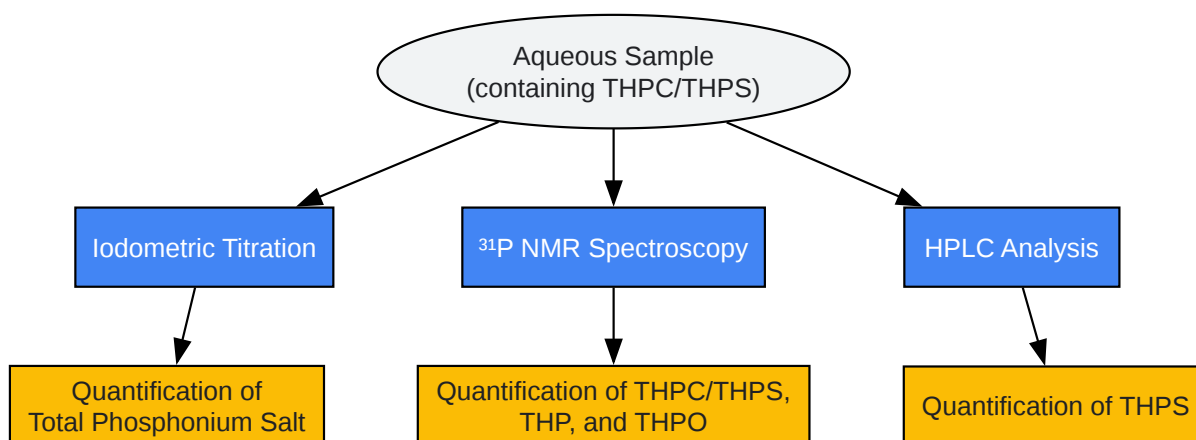 Aqueous Sample
(containing THPC/THPS)
Iodometric Titration
³¹P NMR Spectroscopy
HPLC Analysis
Quantification of
Total Phosphonium Salt
Quantification of THPC/THPS,
THP, and THPO
Quantification of THPS